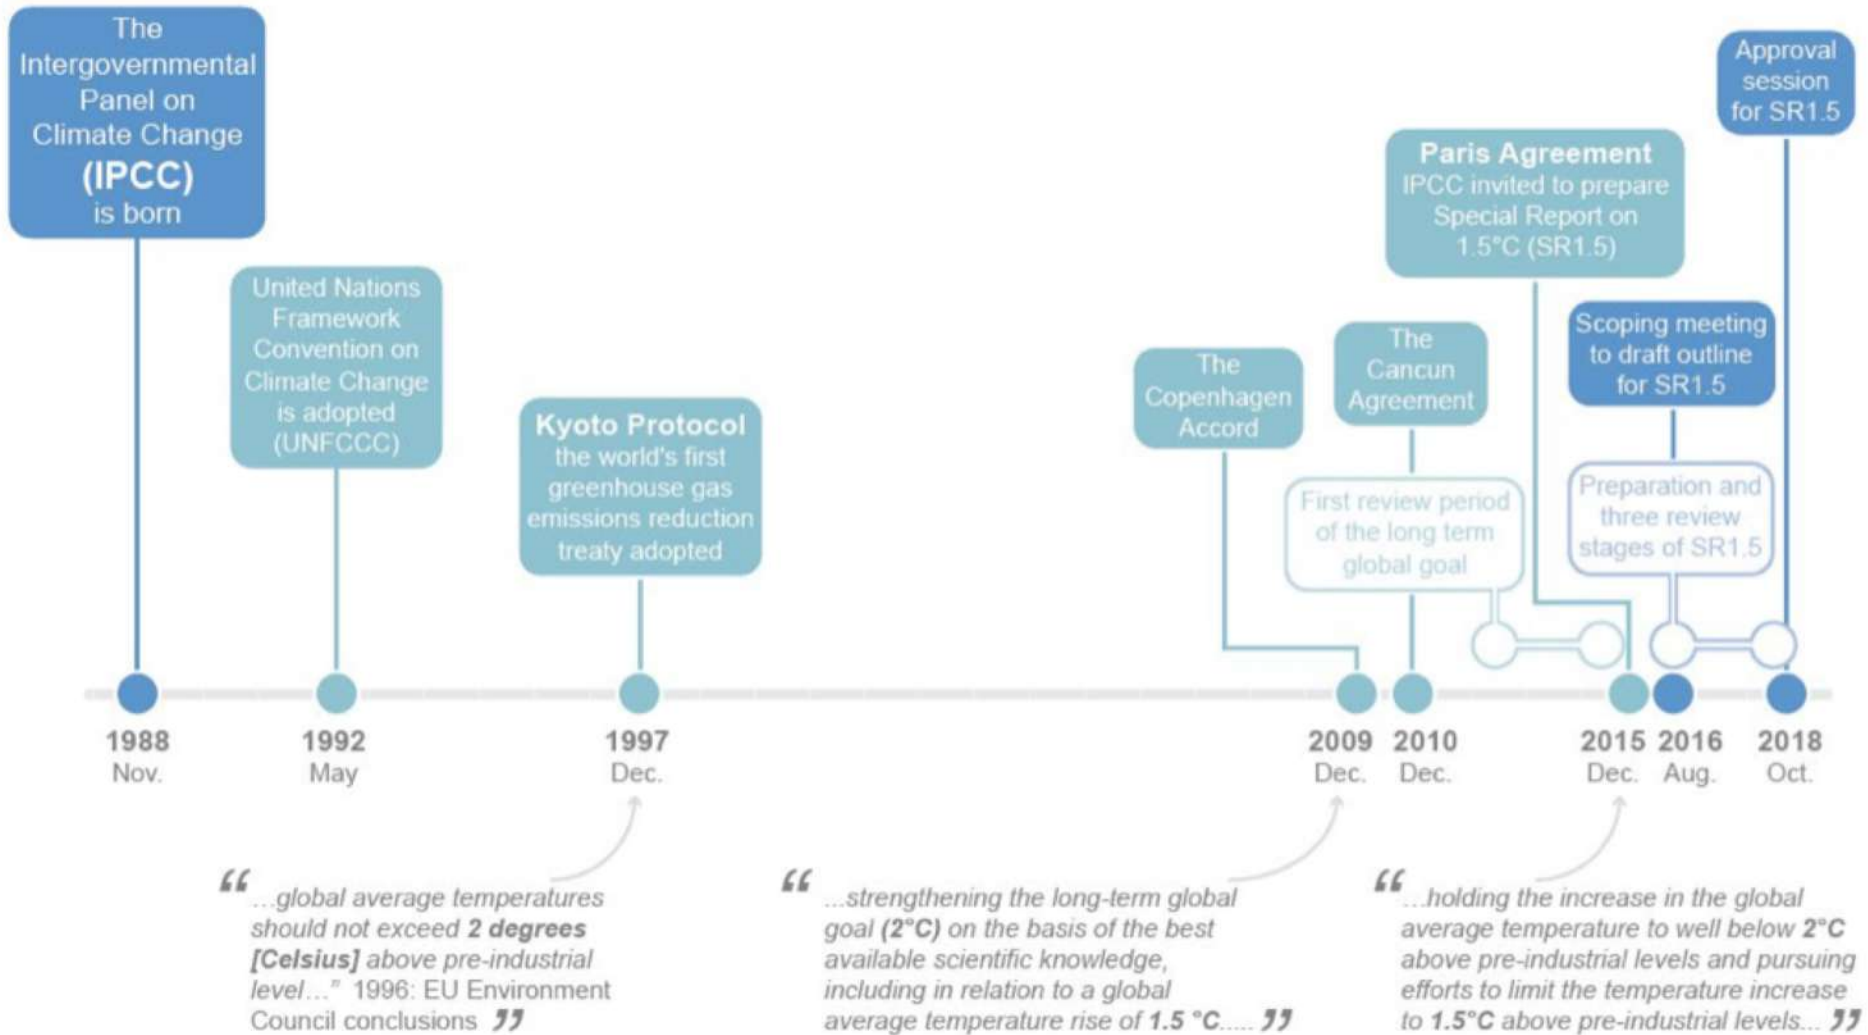 The
Intergovernmental
Panel on
Climate Change
(IPCC)
is born
United Nations
Framework
Convention on
Climate Change
is adopted
(UNFCCC)
Kyoto Protocol
the world's first
greenhouse gas
emissions reduction
treaty adopted
The
Copenhagen
Accord
The
Cancun
Agreement
First review period
of the long term
global goal
Paris Agreement
IPCC invited to prepare
Special Report on
1.5°C (SR1.5)
Scoping meeting
to draft outline
for SR1.5
Preparation and
three review
stages of SR1.5
Approval
session
for SR1.5
1988
Nov.
1992
May
1997
Dec.
2009
Dec.
2010
Dec.
2015
Dec.
2016
Aug.
2018
Oct.
“ ...global average temperatures
should not exceed 2 degrees
[Celsius] above pre-industrial
level...” 1996: EU Environment
Council conclusions ”
“ ...strengthening the long-term global
goal (2°C) on the basis of the best
available scientific knowledge,
including in relation to a global
average temperature rise of 1.5 °C..... ”
“ ...holding the increase in the global
average temperature to well below 2°C
above pre-industrial levels and pursuing
efforts to limit the temperature increase
to 1.5°C above pre-industrial levels... ”